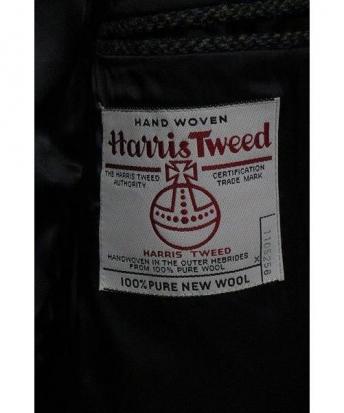 HAND WOVEN
Harris Tweed
THE HARRIS TWEED AUTHORITY
CERTIFICATION TRADE MARK
HARRIS TWEED
HANDWOVEN IN THE OUTER HEBRIDES
FROM 100% PURE WOOL
100% PURE NEW WOOL
X 1105258